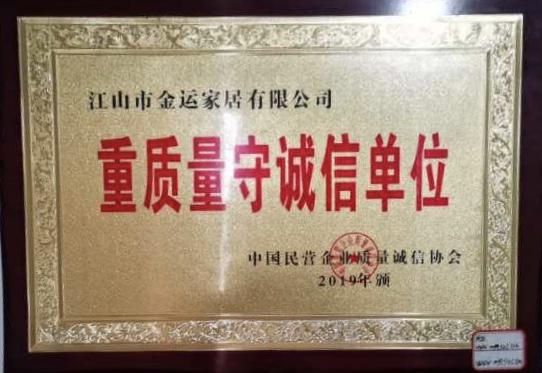 江山市金运家居有限公司
重质量守诚信单位
中国民营企业质量诚信协会
2019年颁